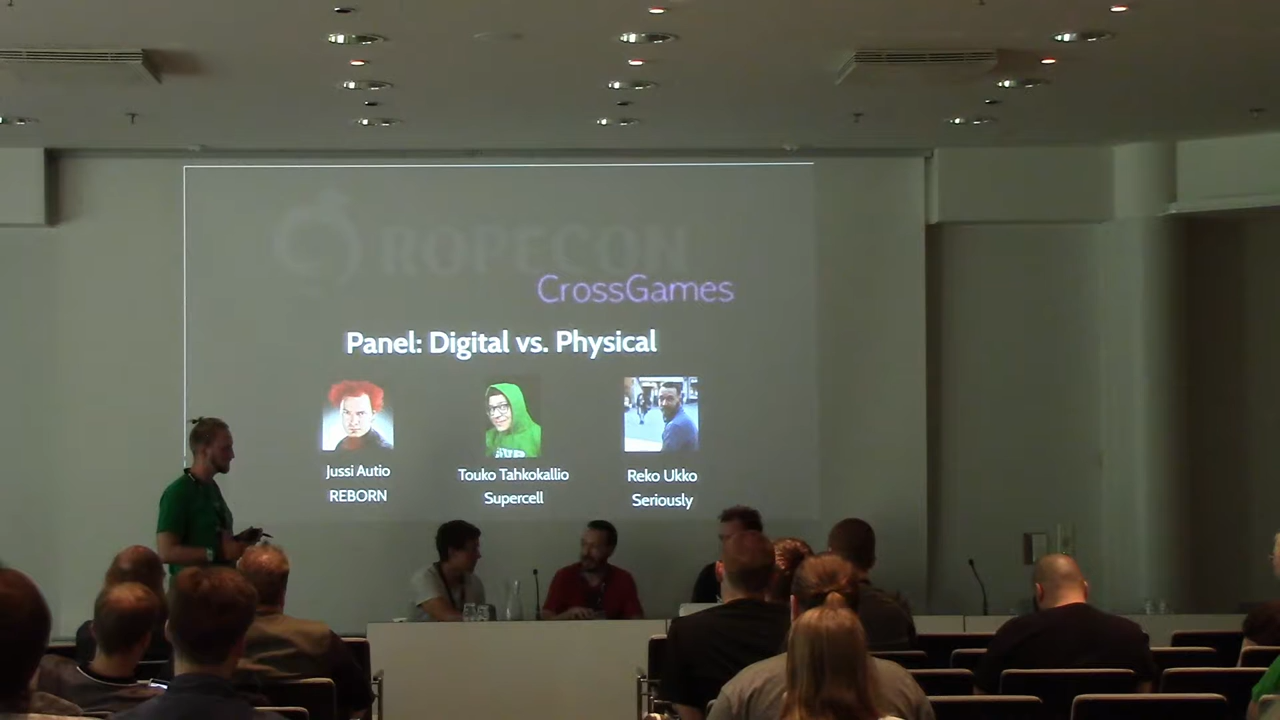 ROPECON
CrossGames
Panel: Digital vs. Physical
Jussi Autio
REBORN
Touko Tahkokallio
Supercell
Reko Ukko
Seriously